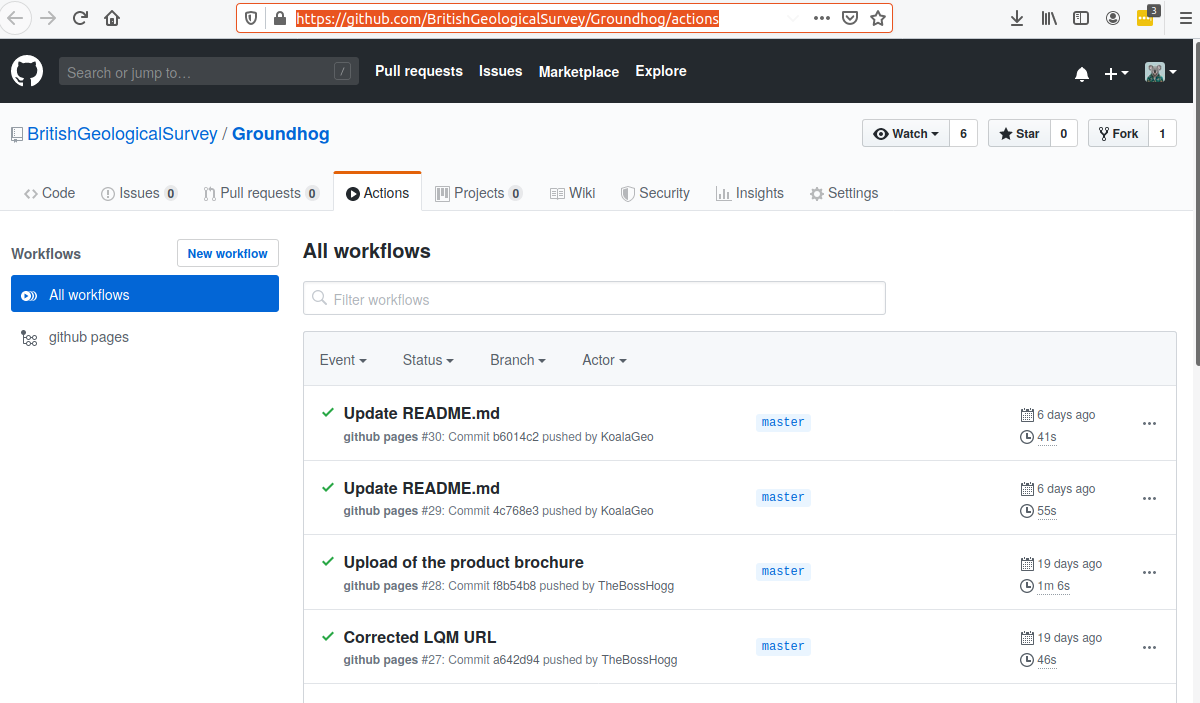 https://github.com/BritishGeologicalSurvey/Groundhog/actions
3
Search or jump to…
/
Pull requests
Issues
Marketplace
Explore
BritishGeologicalSurvey / Groundhog
Watch 6
Star 0
Fork 1
Code
Issues 0
Pull requests 0
Actions
Projects 0
Wiki
Security
Insights
Settings
Workflows
New workflow
All workflows
github pages
All workflows
Filter workflows
Event
Status
Branch
Actor
Update README.md
github pages #30: Commit b6014c2 pushed by KoalaGeo
master
6 days ago
41s
Update README.md
github pages #29: Commit 4c768e3 pushed by KoalaGeo
master
6 days ago
55s
Upload of the product brochure
github pages #28: Commit f8b54b8 pushed by TheBossHogg
master
19 days ago
1m 6s
Corrected LQM URL
github pages #27: Commit a642d94 pushed by TheBossHogg
master
19 days ago
46s